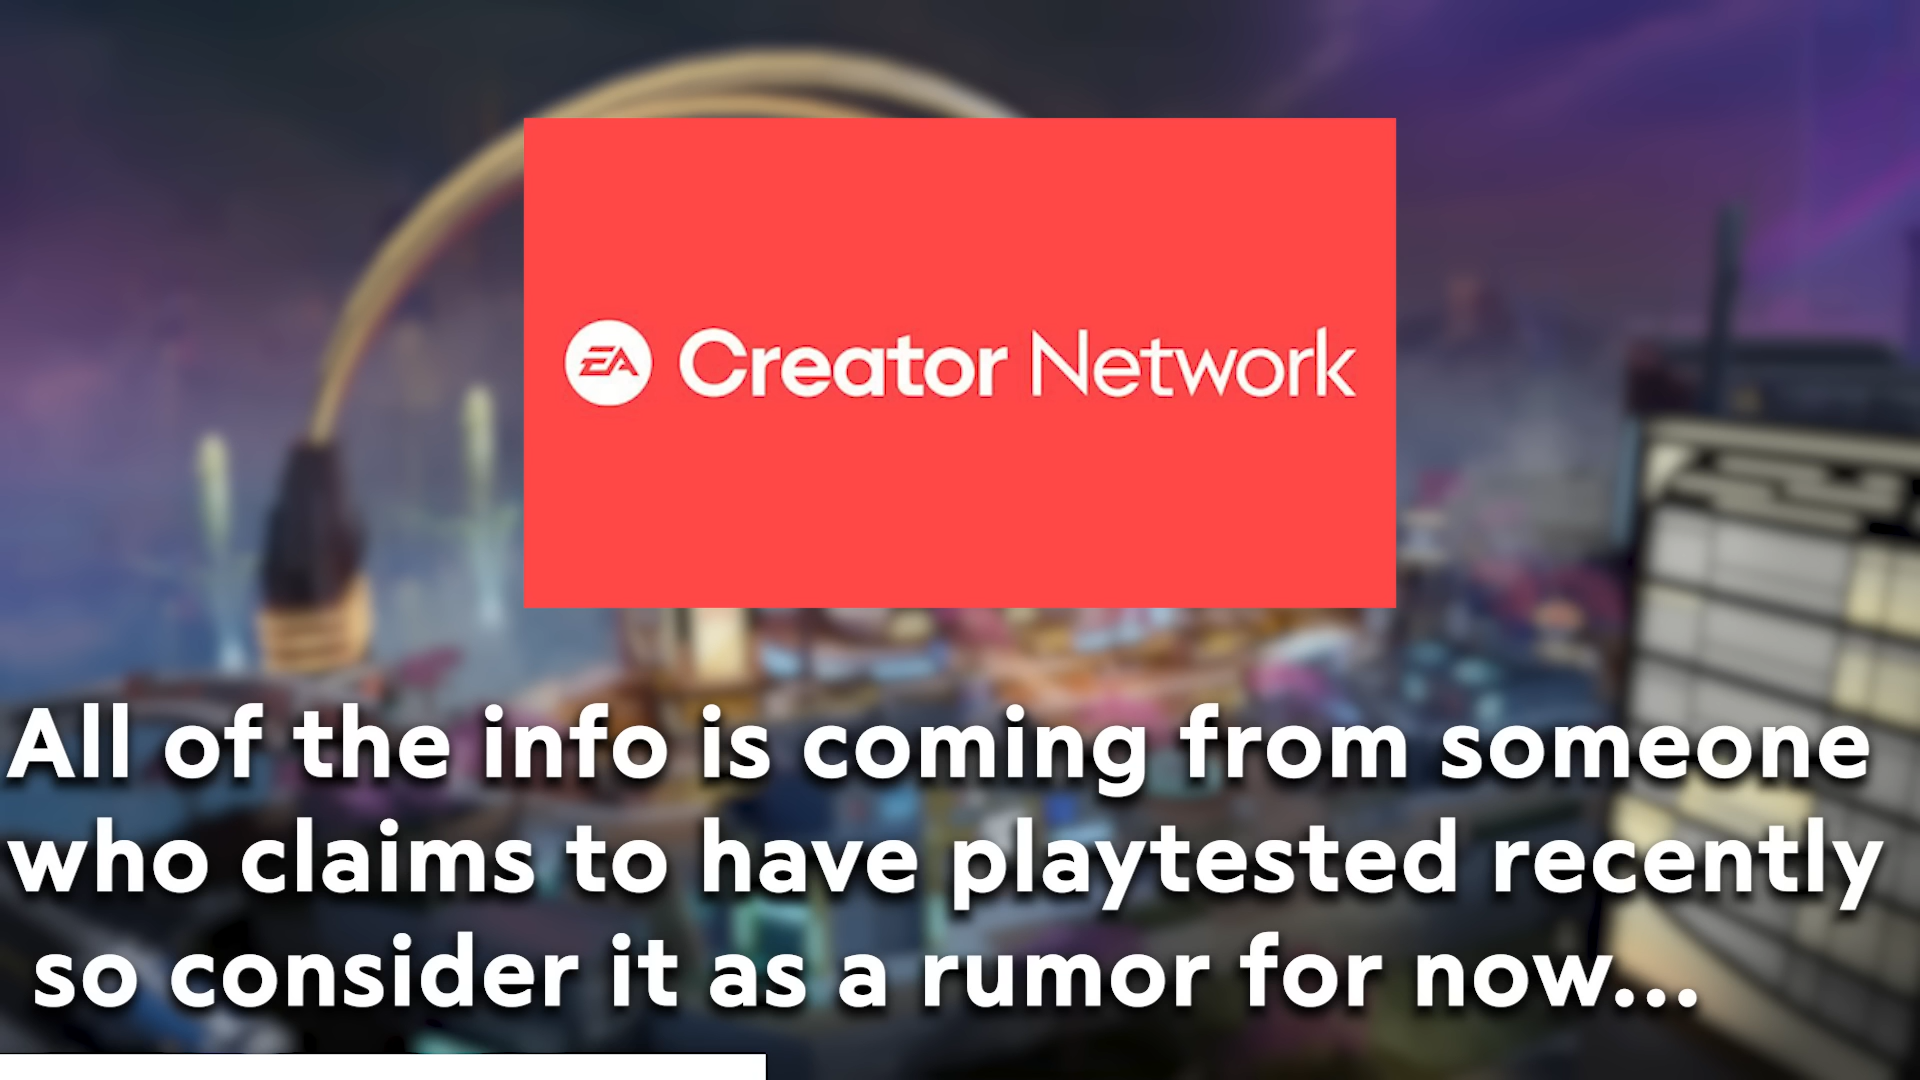 EA Creator Network
All of the info is coming from someone
who claims to have playtested recently
so consider it as a rumor for now...